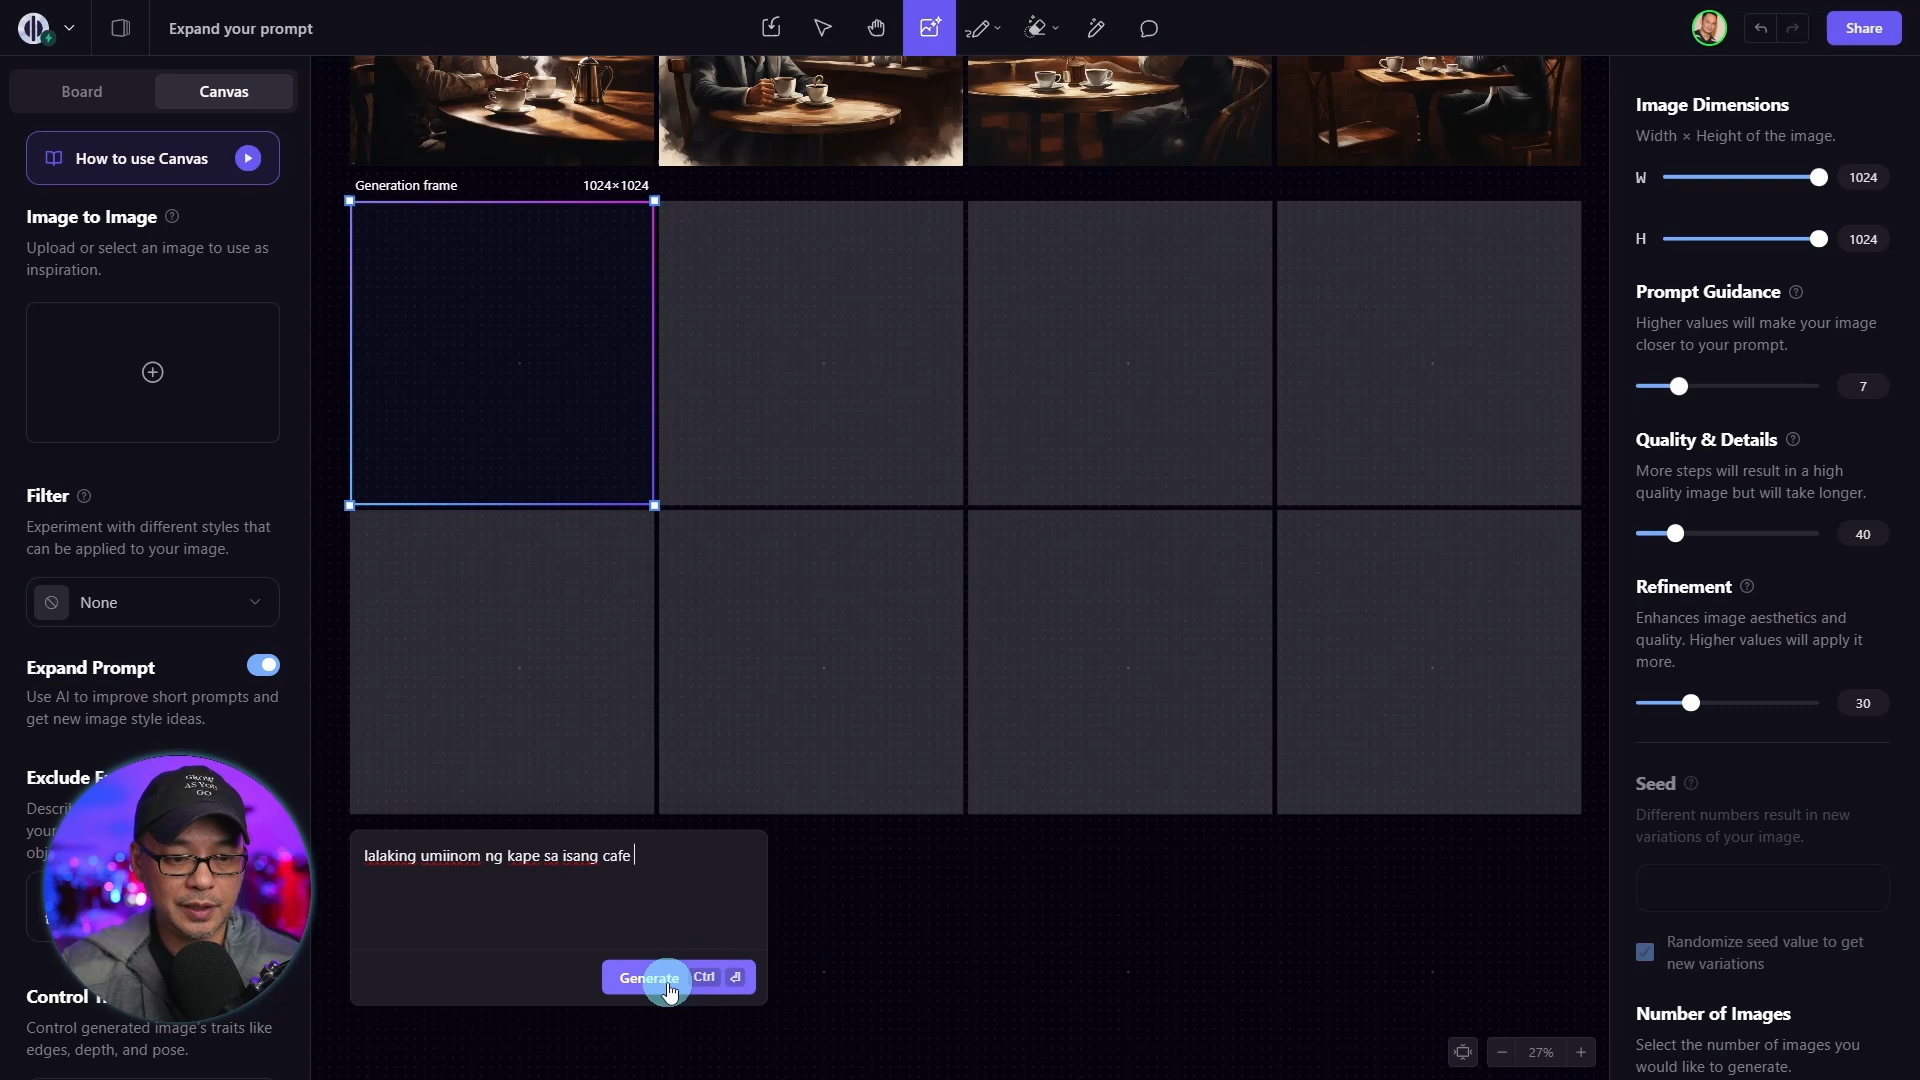 Expand your prompt
Share
Board
Canvas
How to use Canvas
Image to Image
Upload or select an image to use as
inspiration.
Filter
Experiment with different styles that
can be applied to your image.
None
Expand Prompt
Use AI to improve short prompts and
get new image style ideas.
Exclude
GROW
AS YOU
GO
your
Control
Control generated image's traits like
edges, depth, and pose.
Generation frame
1024×1024
lalaking umiinom ng kape sa isang cafe
Generate
Ctrl
27%
Image Dimensions
Width × Height of the image.
W
1024
H
1024
Prompt Guidance
Higher values will make your image
closer to your prompt.
7
Quality & Details
More steps will result in a high
quality image but will take longer.
40
Refinement
Enhances image aesthetics and
quality. Higher values will apply it
more.
30
Seed
Different numbers result in new
variations of your image.
Randomize seed value to get
new variations
Number of Images
Select the number of images you
would like to generate.